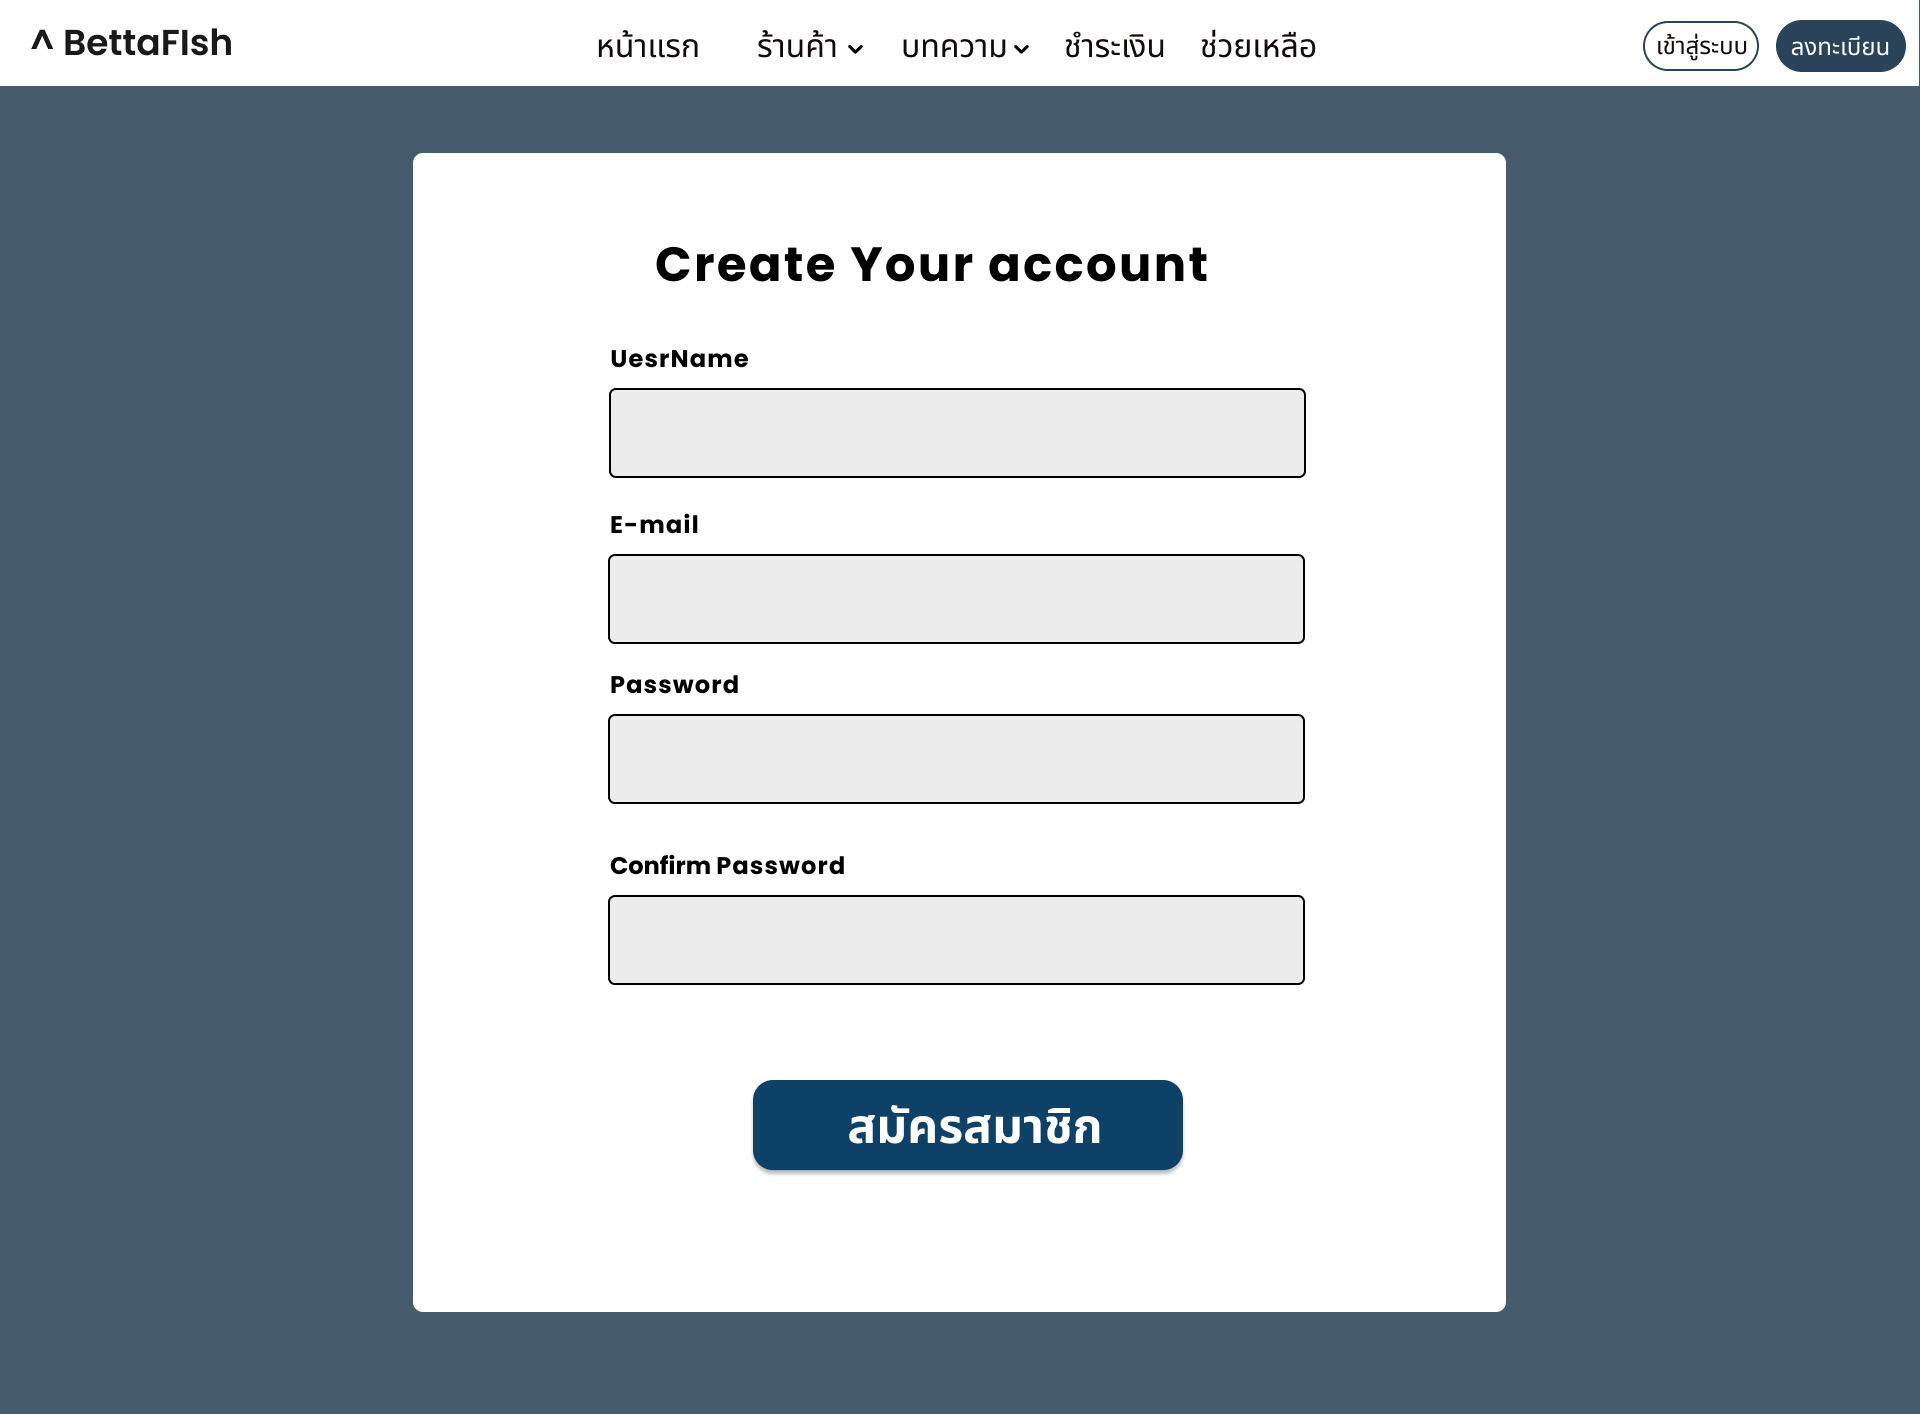 ^ BettaFIsh
หน้าแรก ร้านค้า บทความ ชำระเงิน ช่วยเหลือ
เข้าสู่ระบบ ลงทะเบียน
Create Your account
UesrName
E-mail
Password
Confirm Password
สมัครสมาชิก